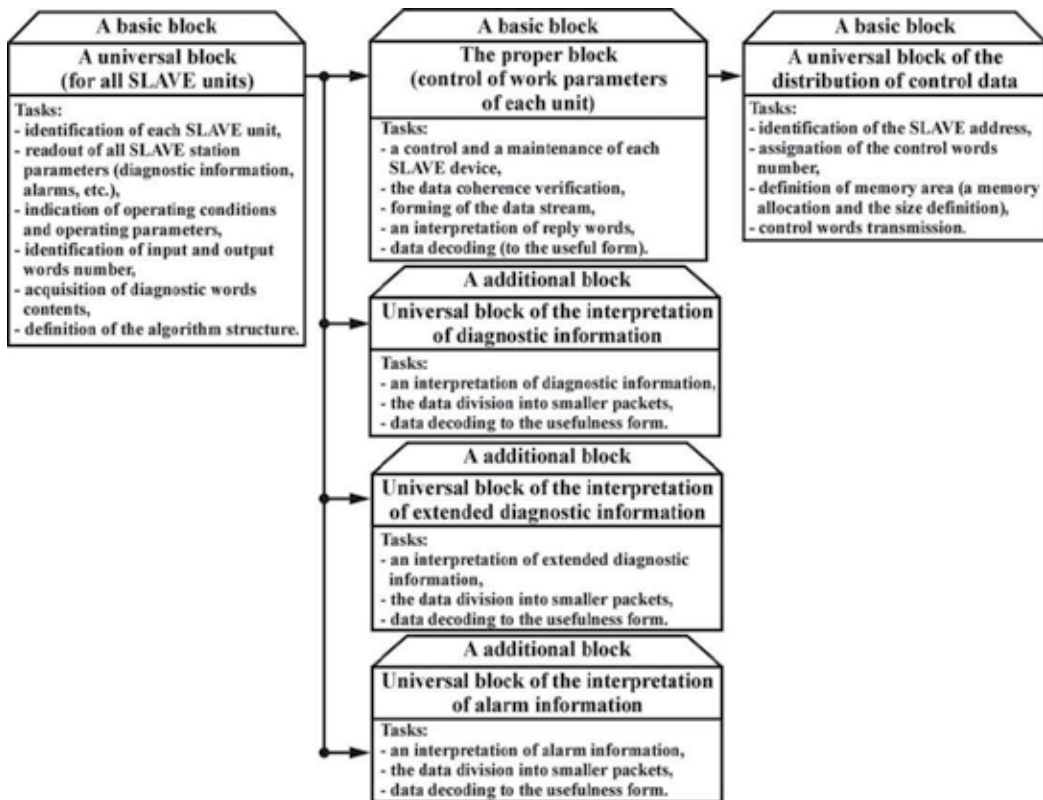 A basic block
A universal block
(for all SLAVE units)
Tasks:
- identification of each SLAVE unit,
- readout of all SLAVE station
parameters (diagnostic information,
alarms, etc.),
- indication of operating conditions
and operating parameters,
- identification of input and output
words number,
- acquisition of diagnostic words
contents,
- definition of the algorithm structure.
A basic block
The proper block
(control of work parameters
of each unit)
Tasks:
- a control and a maintenance of each
SLAVE device,
- the data coherence verification,
- forming of the data stream,
- an interpretation of reply words,
- data decoding (to the useful form).
A basic block
A universal block of the
distribution of control data
Tasks:
- identification of the SLAVE address,
- assignation of the control words
number,
- definition of memory area (a memory
allocation and the size definition),
- control words transmission.
A additional block
Universal block of the interpretation
of diagnostic information
Tasks:
- an interpretation of diagnostic information,
- the data division into smaller packets,
- data decoding to the usefulness form.
A additional block
Universal block of the interpretation
of extended diagnostic information
Tasks:
- an interpretation of extended diagnostic
information,
- the data division into smaller packets,
- data decoding to the usefulness form.
A additional block
Universal block of the interpretation
of alarm information
Tasks:
- an interpretation of alarm information,
- the data division into smaller packets,
- data decoding to the usefulness form.